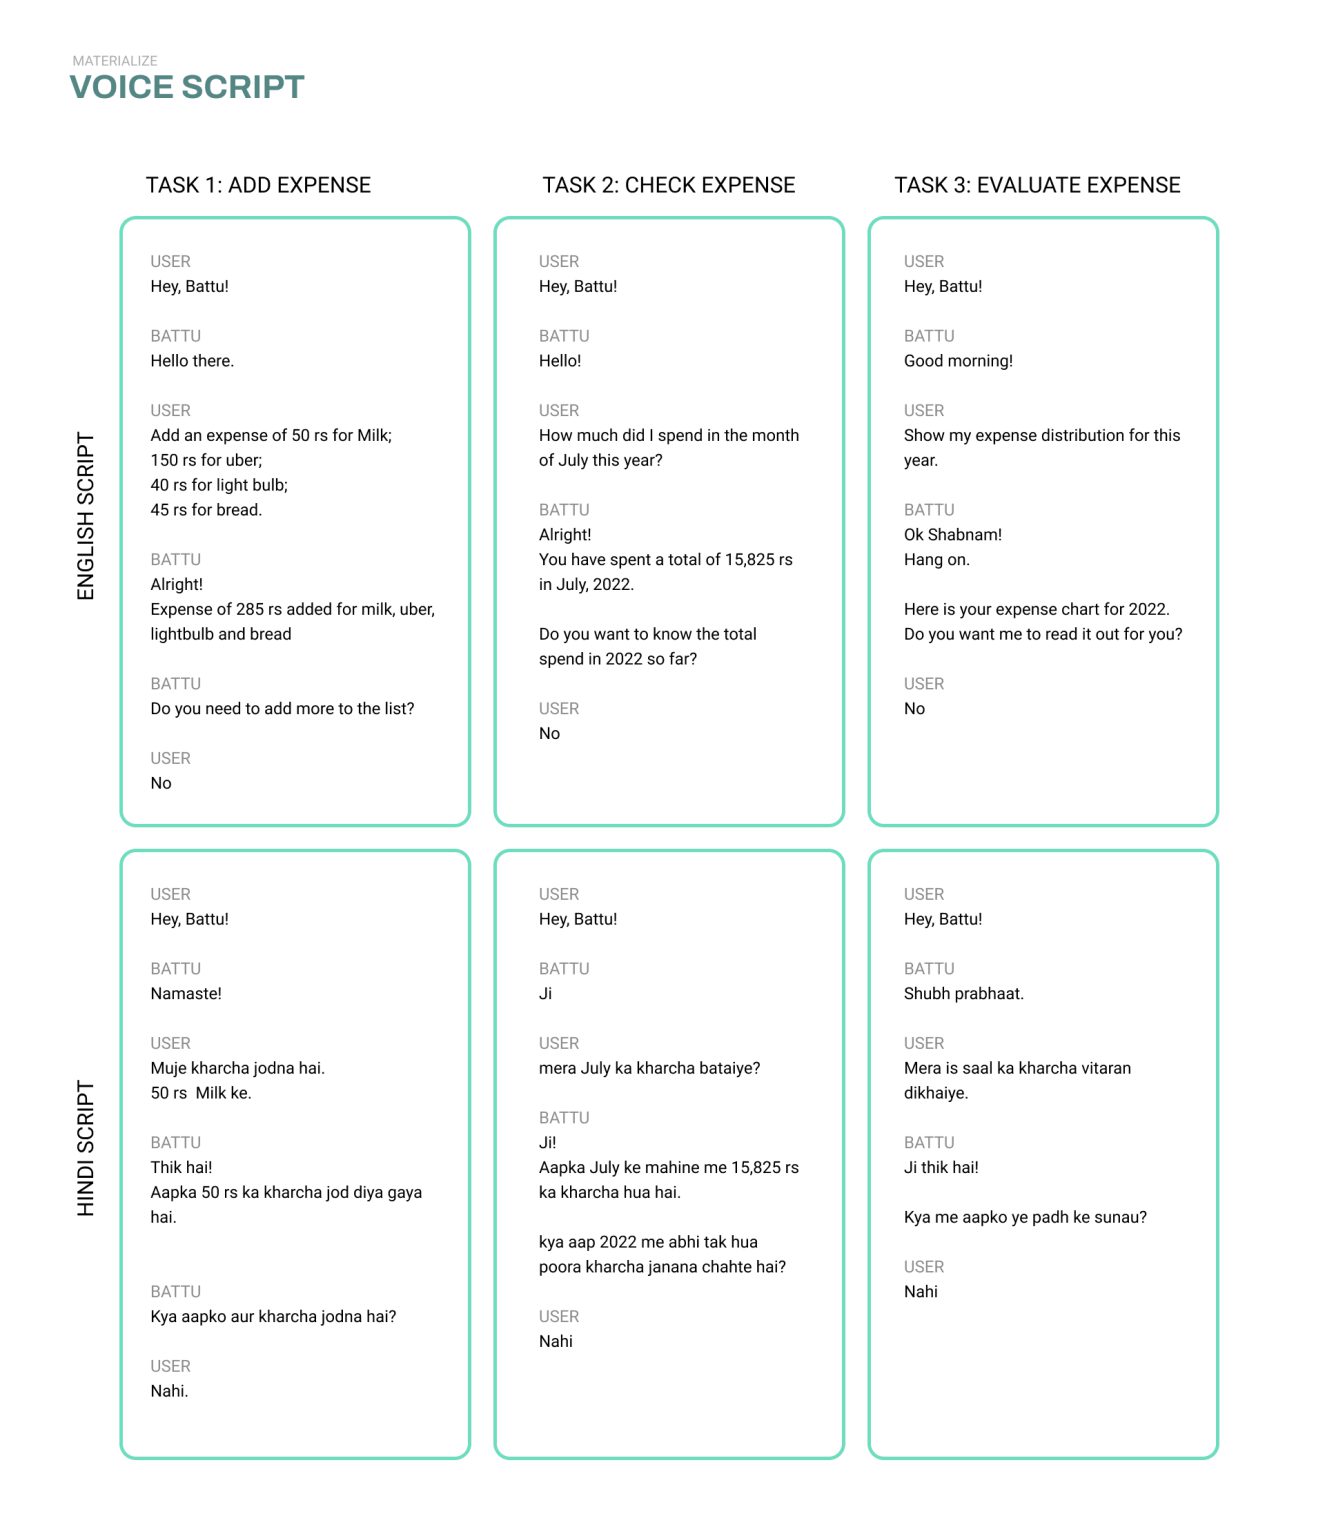 MATERIALIZE
VOICE SCRIPT
TASK 1: ADD EXPENSE
TASK 2: CHECK EXPENSE
TASK 3: EVALUATE EXPENSE
ENGLISH SCRIPT
USER
Hey, Battu!
BATTU
Hello there.
USER
Add an expense of 50 rs for Milk;
150 rs for uber;
40 rs for light bulb;
45 rs for bread.
BATTU
Alright!
Expense of 285 rs added for milk, uber,
lightbulb and bread
BATTU
Do you need to add more to the list?
USER
No
USER
Hey, Battu!
BATTU
Hello!
USER
How much did I spend in the month
of July this year?
BATTU
Alright!
You have spent a total of 15,825 rs
in July, 2022.
Do you want to know the total
spend in 2022 so far?
USER
No
USER
Hey, Battu!
BATTU
Good morning!
USER
Show my expense distribution for this
year.
BATTU
Ok Shabnam!
Hang on.
Here is your expense chart for 2022.
Do you want me to read it out for you?
USER
No
HINDI SCRIPT
USER
Hey, Battu!
BATTU
Namaste!
USER
Muje kharcha jodna hai.
50 rs  Milk ke.
BATTU
Thik hai!
Aapka 50 rs ka kharcha jod diya gaya
hai.
BATTU
Kya aapko aur kharcha jodna hai?
USER
Nahi.
USER
Hey, Battu!
BATTU
Ji
USER
mera July ka kharcha bataiye?
BATTU
Ji!
Aapka July ke mahine me 15,825 rs
ka kharcha hua hai.
kya aap 2022 me abhi tak hua
poora kharcha janana chahte hai?
USER
Nahi
USER
Hey, Battu!
BATTU
Shubh prabhaat.
USER
Mera is saal ka kharcha vitaran
dikhaiye.
BATTU
Ji thik hai!
Kya me aapko ye padh ke sunau?
USER
Nahi